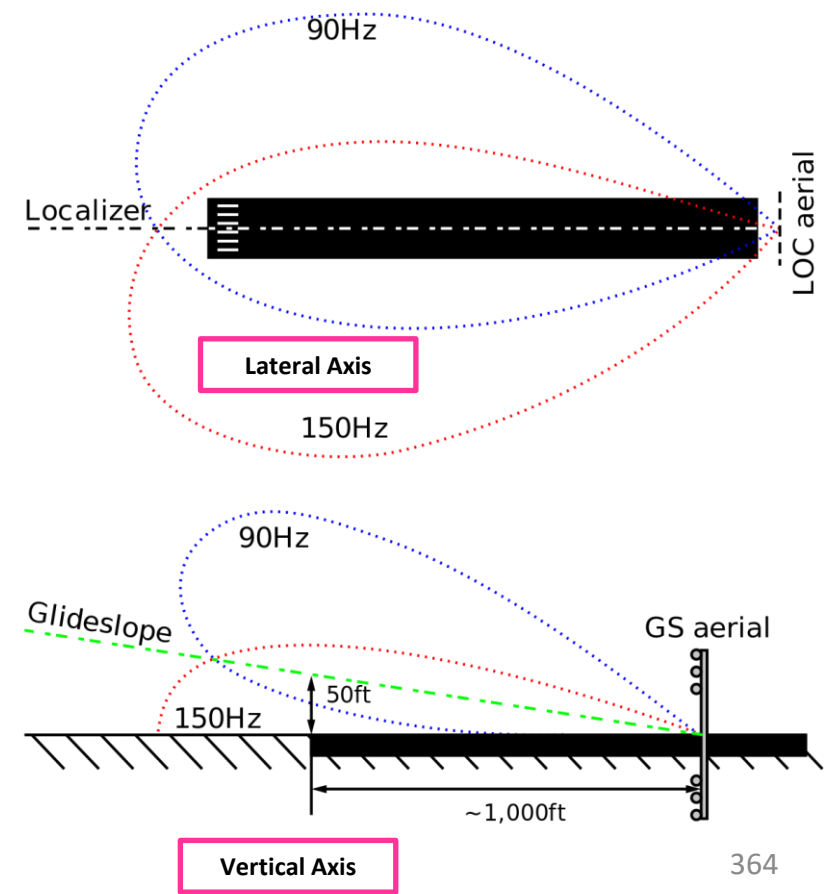 90Hz
Localizer
LOC aerial
Lateral Axis
150Hz
90Hz
Glideslope
GS aerial
50ft
150Hz
~1,000ft
Vertical Axis
364